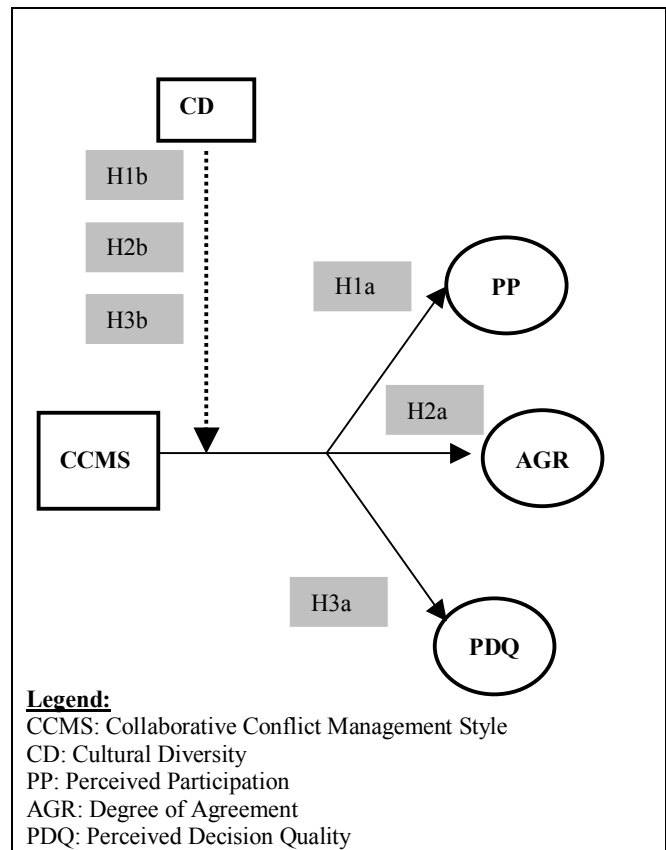 CD
H1b
H2b
H3b
H1a
PP
H2a
CCMS
AGR
H3a
PDQ
Legend:
CCMS: Collaborative Conflict Management Style
CD: Cultural Diversity
PP: Perceived Participation
AGR: Degree of Agreement
PDQ: Perceived Decision Quality